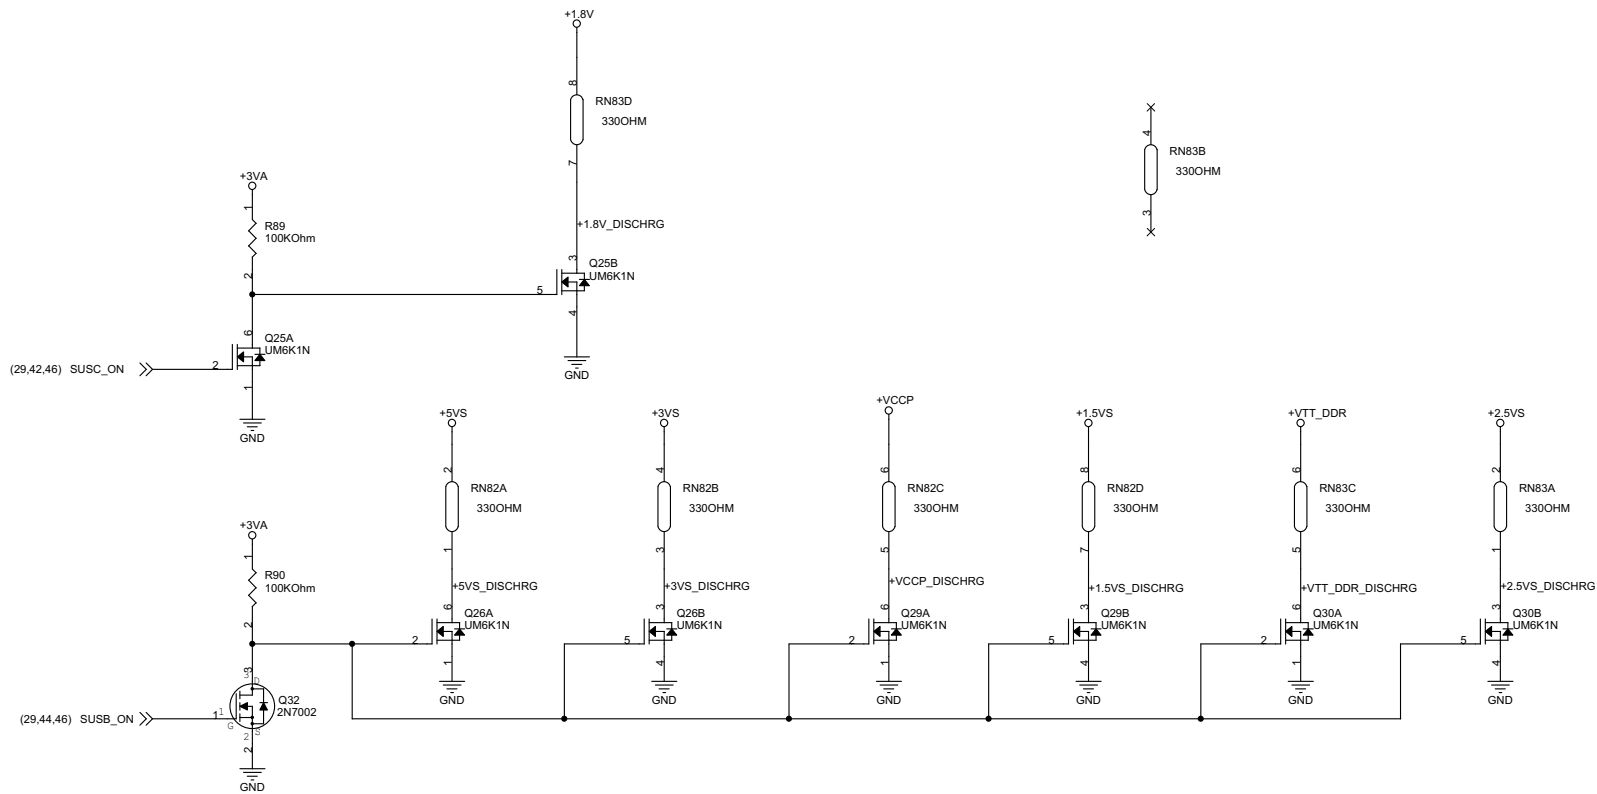 +1.8V
8
RN83D
330OHM
7
+1.8V_DISCHRG
3
Q25B
UM6K1N
5
4
GND
4
RN83B
330OHM
3
+3VA
1
R89
100KOhm
2
6
Q25A
UM6K1N
(29,42,46) SUSC_ON
2
1
GND
+5VS
2
RN82A
330OHM
1
+5VS_DISCHRG
6
Q26A
UM6K1N
2
1
GND
+3VS
4
RN82B
330OHM
3
+3VS_DISCHRG
3
Q26B
UM6K1N
5
4
GND
+VCCP
6
RN82C
330OHM
5
+VCCP_DISCHRG
6
Q29A
UM6K1N
2
1
GND
+1.5VS
8
RN82D
330OHM
7
+1.5VS_DISCHRG
3
Q29B
UM6K1N
5
4
GND
+VTT_DDR
6
RN83C
330OHM
5
+VTT_DDR_DISCHRG
6
Q30A
UM6K1N
2
1
GND
+2.5VS
2
RN83A
330OHM
1
+2.5VS_DISCHRG
3
Q30B
UM6K1N
5
4
GND
+3VA
1
R90
100KOhm
2
3
3
D
Q32
2N7002
(29,44,46) SUSB_ON
1
1
G
S
2
2
GND